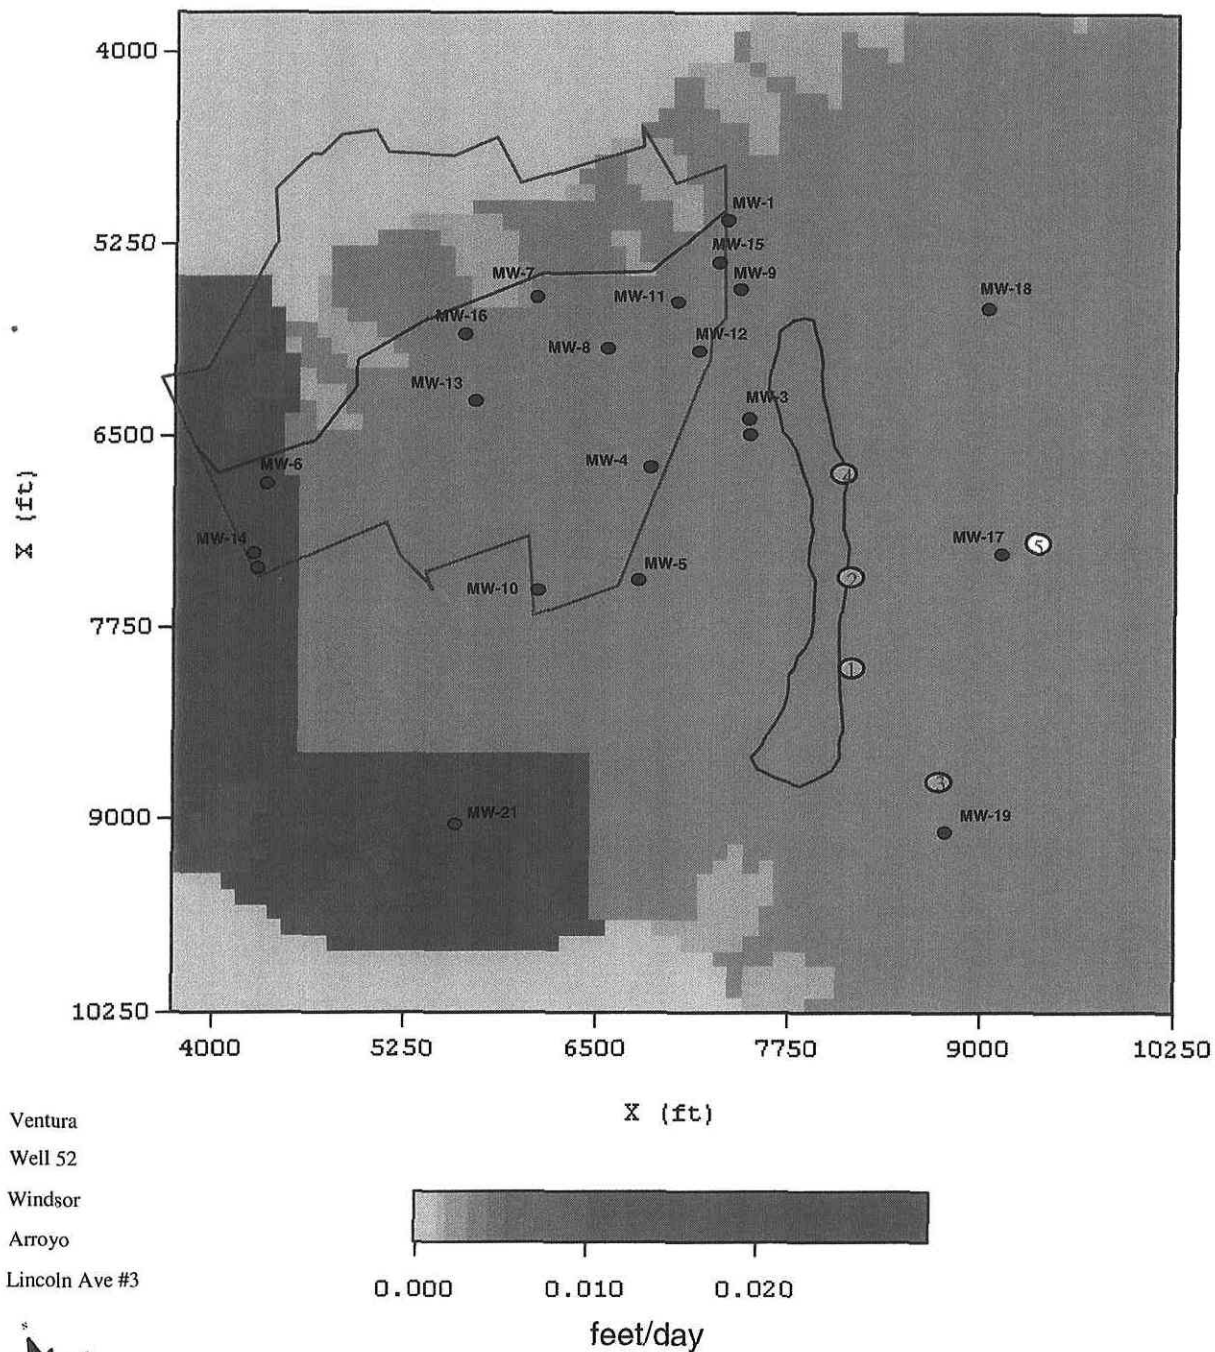 4000
MW-1
5250
MW-15
MW-7
MW-9
MW-11
MW-18
MW-16
MW-8
MW-12
MW-13
MW-3
6500
MW-4
MW-6
4
X (ft)
MW-14
MW-17
5
MW-10
MW-5
2
7750
1
3
9000
MW-21
MW-19
10250
4000 5250 6500 7750 9000 10250
X (ft)
Ventura
Well 52
Windsor
Arroyo
Lincoln Ave #3
0.000 0.010 0.020
feet/day
s